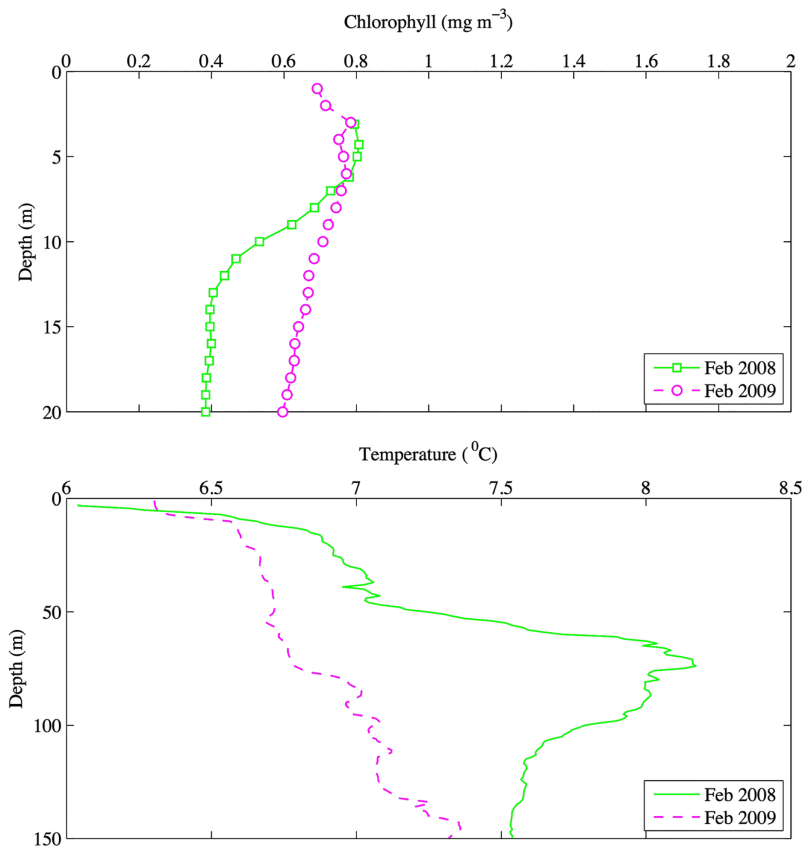 Chlorophyll (mg m⁻³)
0 0.2 0.4 0.6 0.8 1 1.2 1.4 1.6 1.8 2
0
5
10
15
20
Depth (m)
Feb 2008
Feb 2009
Temperature (⁰C)
6 6.5 7 7.5 8 8.5
0
50
100
150
Depth (m)
Feb 2008
Feb 2009